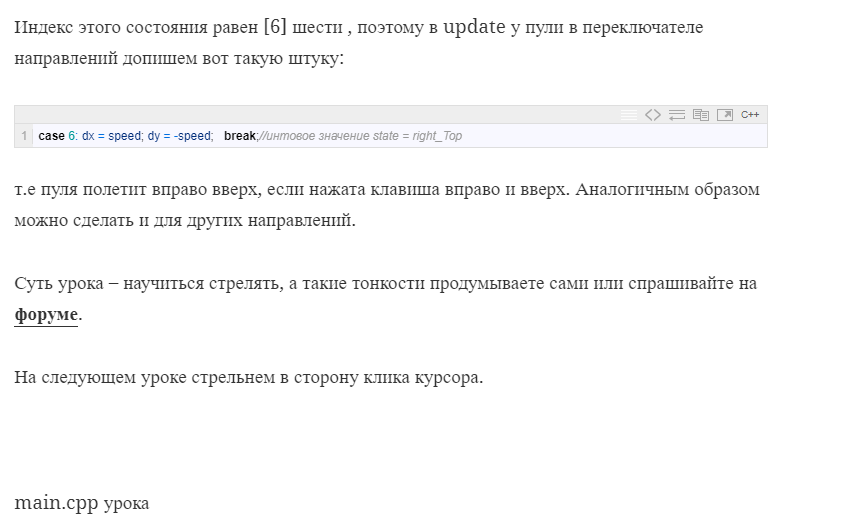 Индекс этого состояния равен [6] шести , поэтому в update у пули в переключателе
направлений допишем вот такую штуку:
C++
1 case 6: dx = speed; dy = -speed;   break;//интовое значение state = right_Top
т.е пуля полетит вправо вверх, если нажата клавиша вправо и вверх. Аналогичным образом
можно сделать и для других направлений.
Суть урока – научиться стрелять, а такие тонкости продумываете сами или спрашивайте на
форуме.
На следующем уроке стрельнем в сторону клика курсора.
main.cpp урока